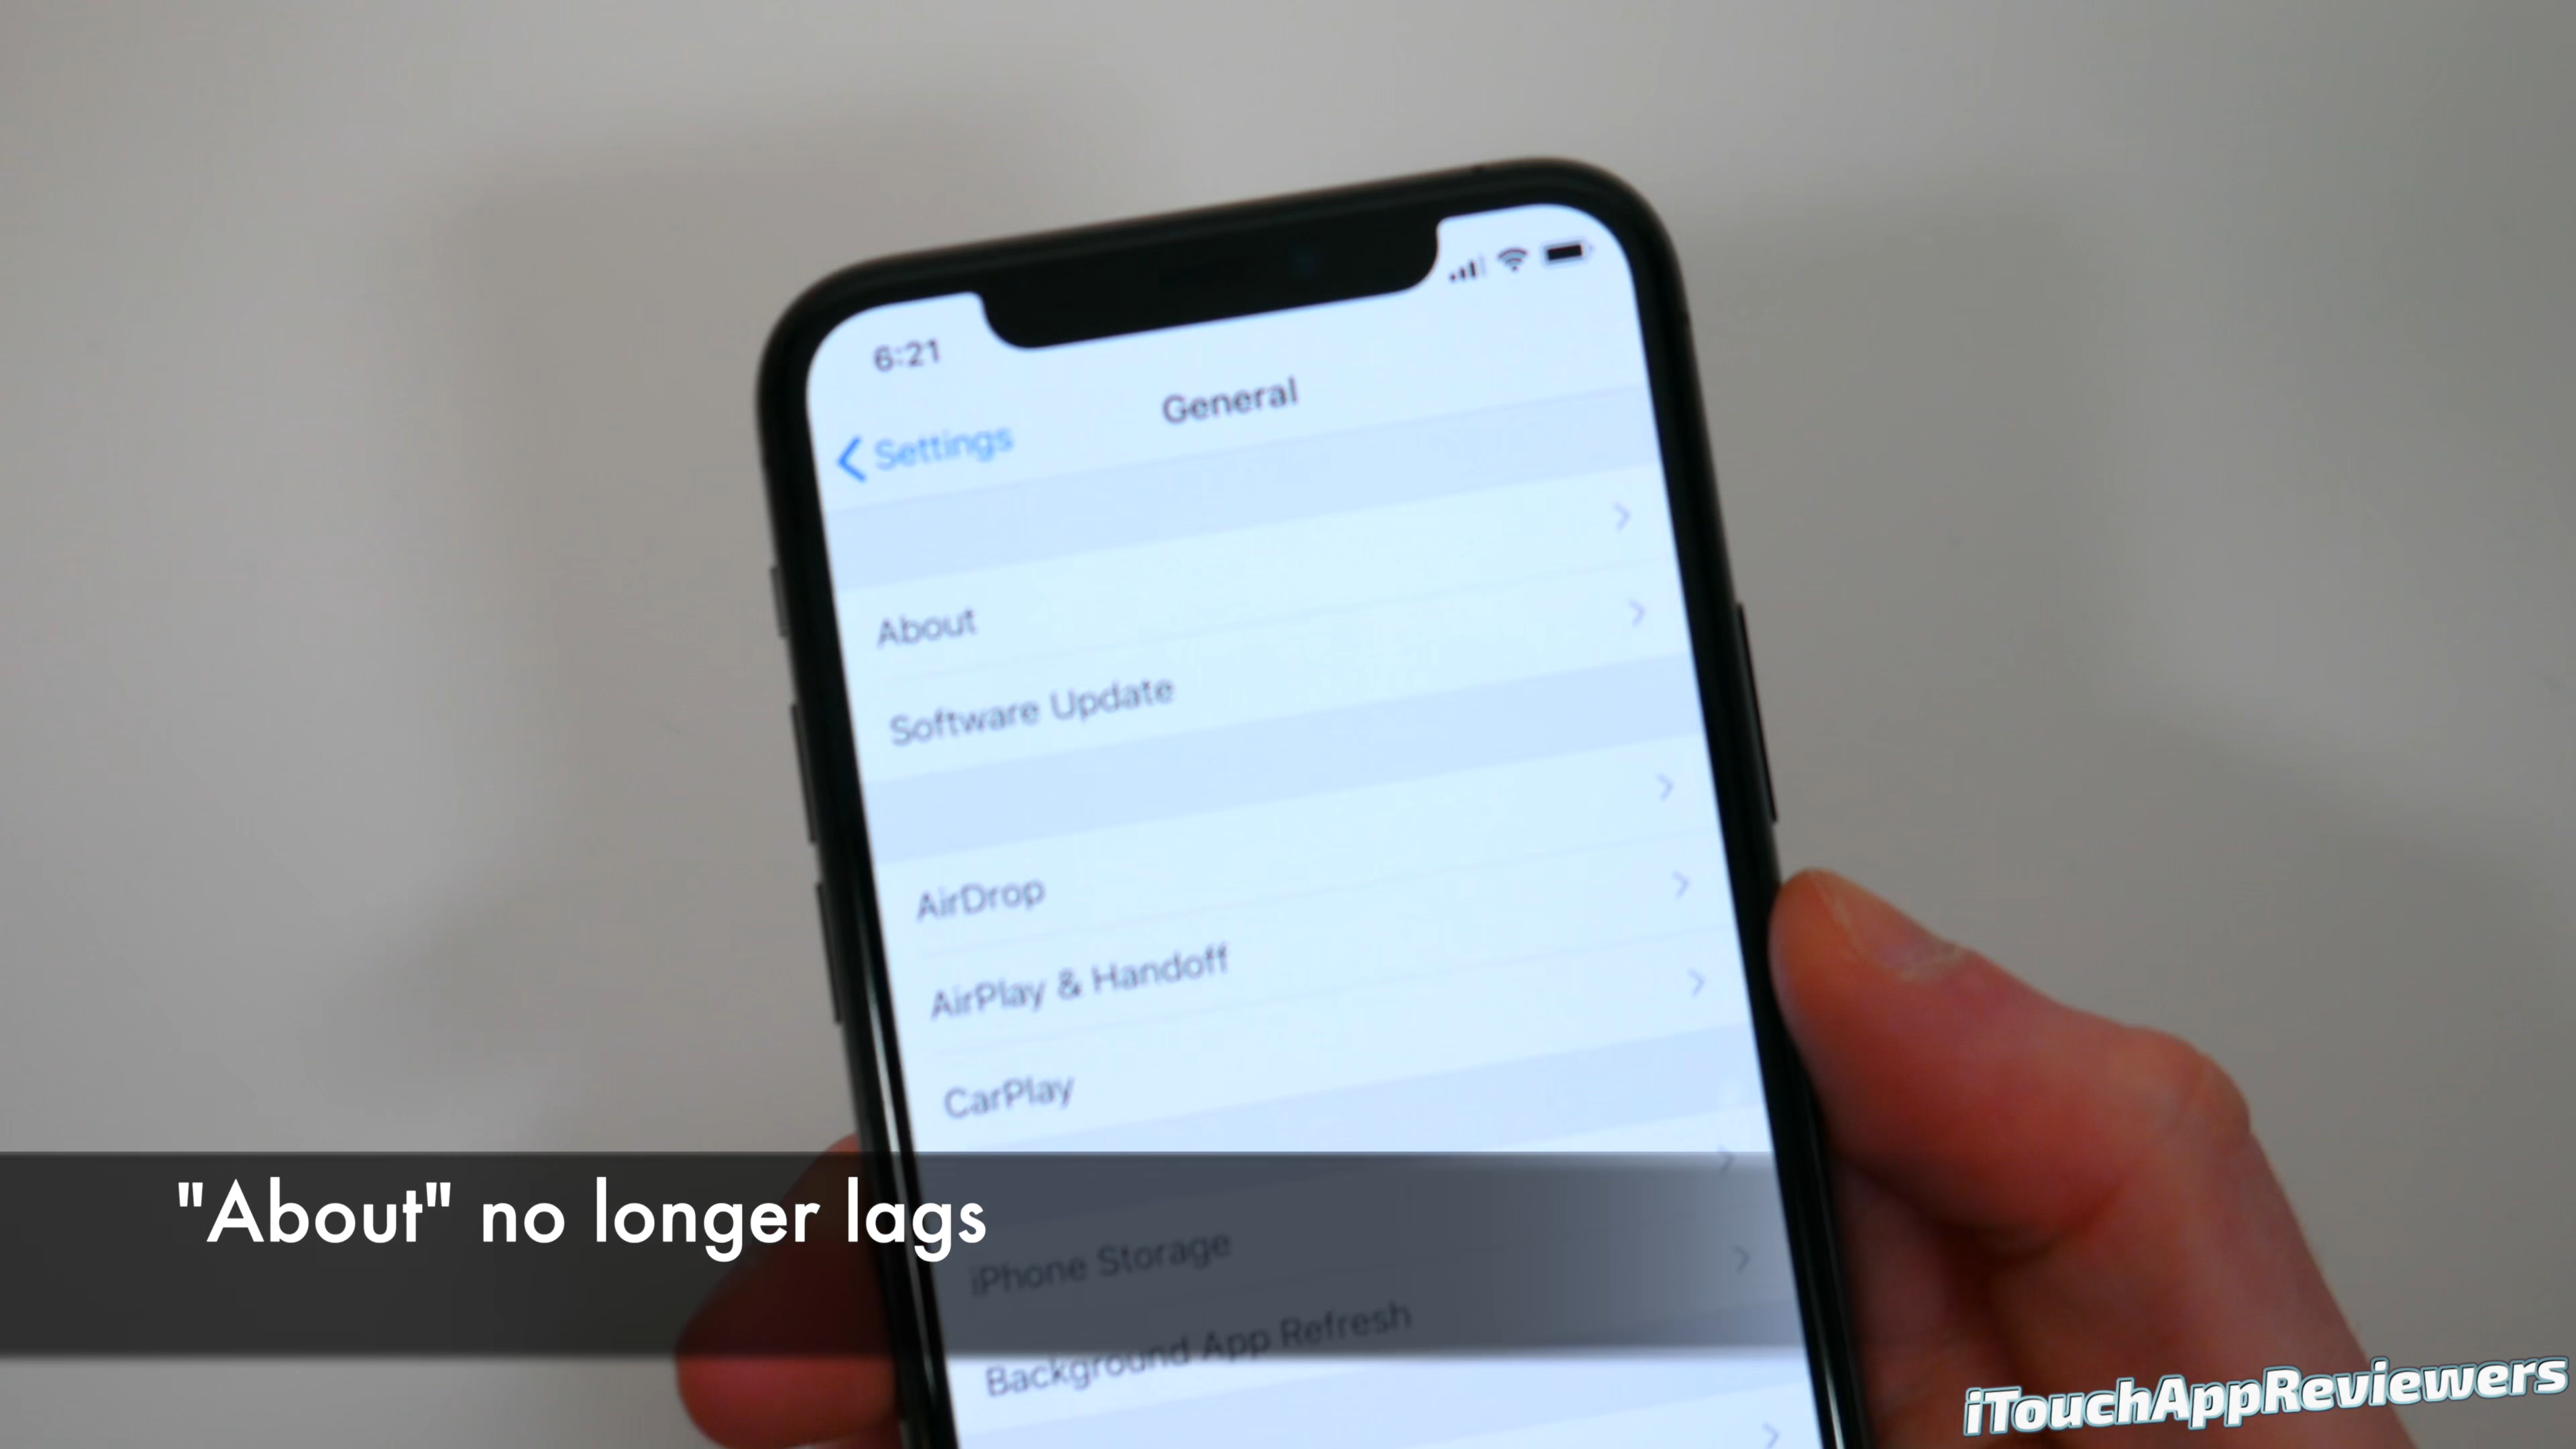 6:21
General
Settings
About
Software Update
AirDrop
AirPlay & Handoff
CarPlay
"About" no longer lags
iPhone Storage
Background App Refresh
iTouchAppReviewers